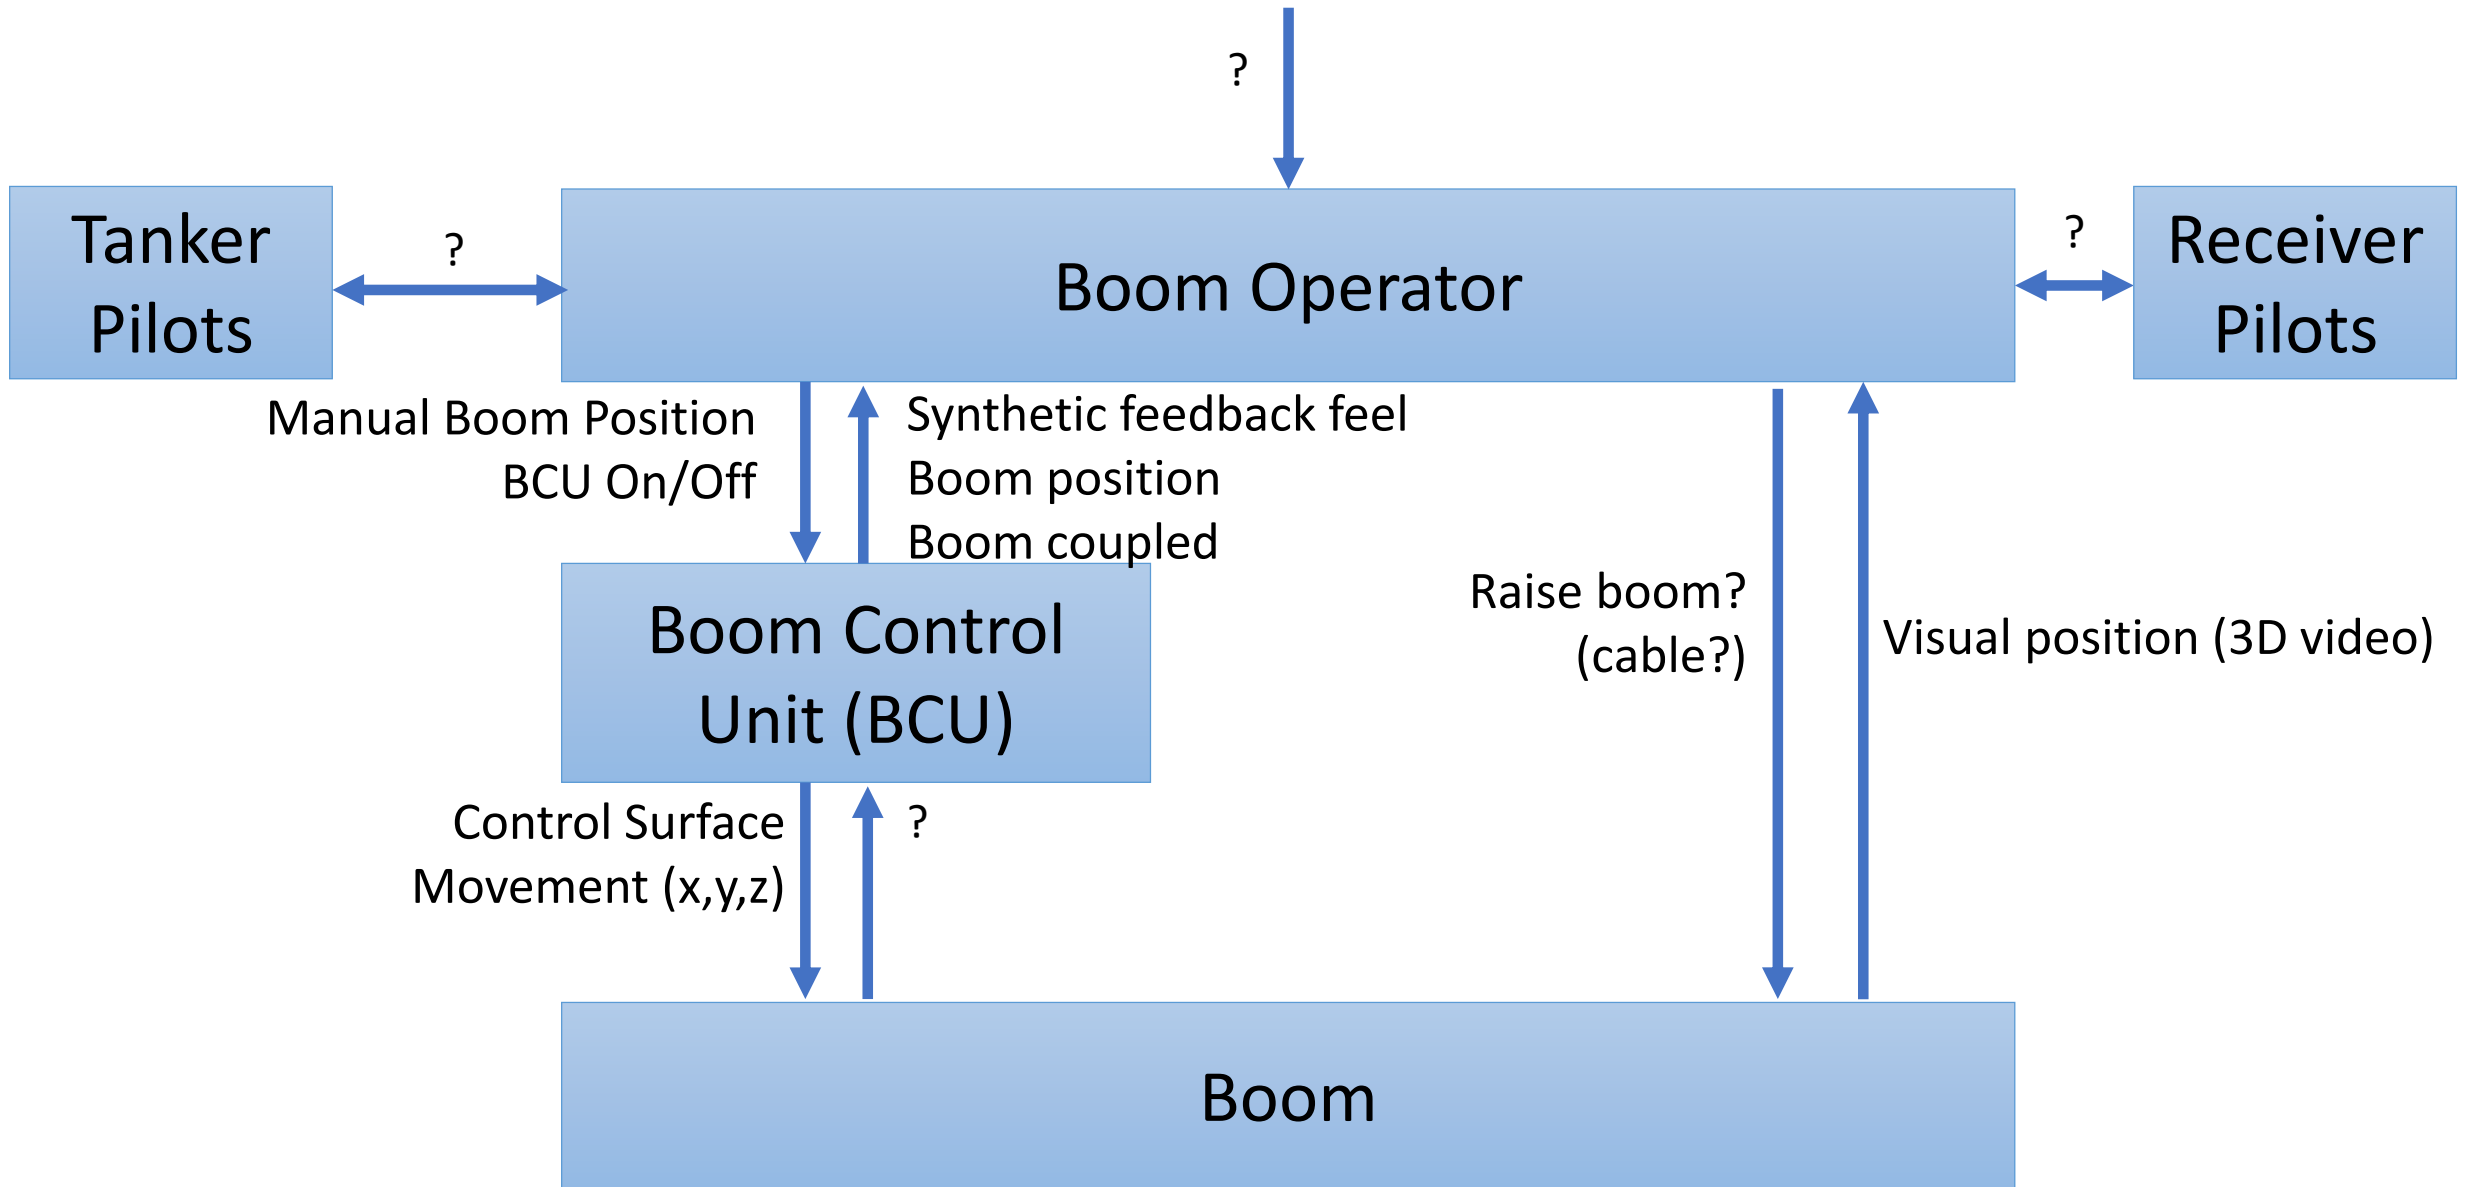 ?
Tanker
Pilots
?
Boom Operator
?
Receiver
Pilots
Manual Boom Position
BCU On/Off
Synthetic feedback feel
Boom position
Boom coupled
Boom Control
Unit (BCU)
Raise boom?
(cable?)
Visual position (3D video)
Control Surface
Movement (x,y,z)
?
Boom